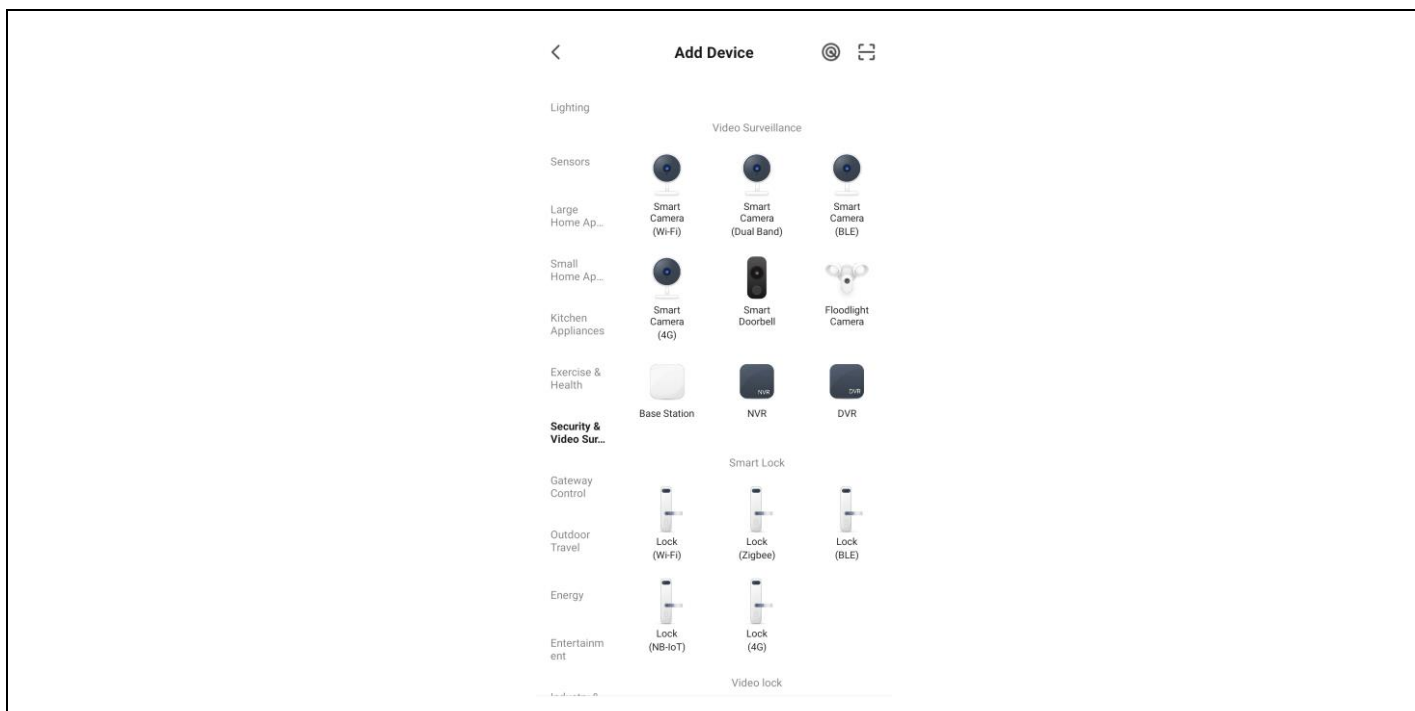 Add Device
Lighting
Sensors
Large
Home Ap...
Small
Home Ap...
Kitchen
Appliances
Exercise &
Health
Security &
Video Sur...
Gateway
Control
Outdoor
Travel
Energy
Entertainm
ent
Video Surveillance
Smart
Camera
(Wi-Fi)
Smart
Camera
(Dual Band)
Smart
Camera
(BLE)
Smart
Camera
(4G)
Smart
Doorbell
Floodlight
Camera
Base Station
NVR
NVR
DVR
DVR
Smart Lock
Lock
(Wi-Fi)
Lock
(Zigbee)
Lock
(BLE)
Lock
(NB-IoT)
Lock
(4G)
Video lock